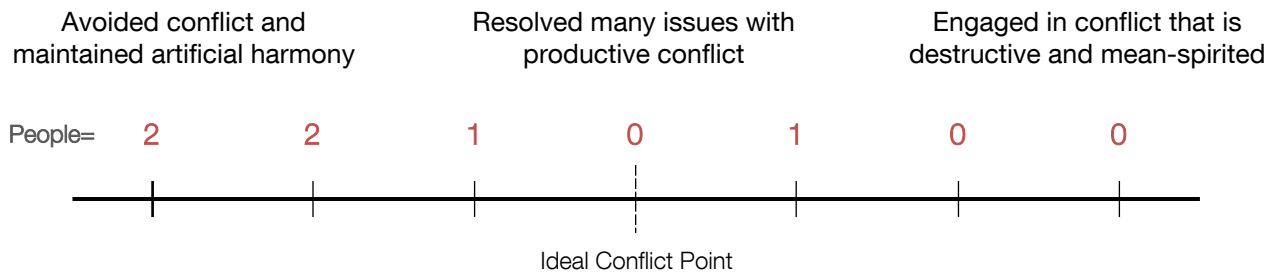 Avoided conflict and
maintained artificial harmony
Resolved many issues with
productive conflict
Engaged in conflict that is
destructive and mean-spirited
People= 2 2 1 0 1 0 0
Ideal Conflict Point